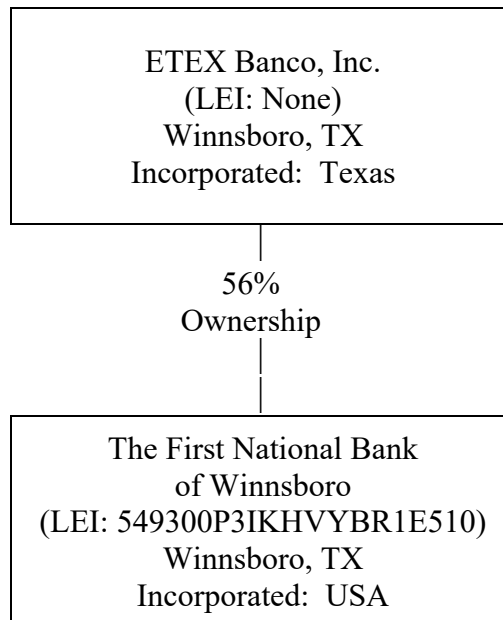 ETEX Banco, Inc.
(LEI: None)
Winnsboro, TX
Incorporated:  Texas
56%
Ownership
The First National Bank
of Winnsboro
(LEI: 549300P3IKHVYBR1E510)
Winnsboro, TX
Incorporated:  USA